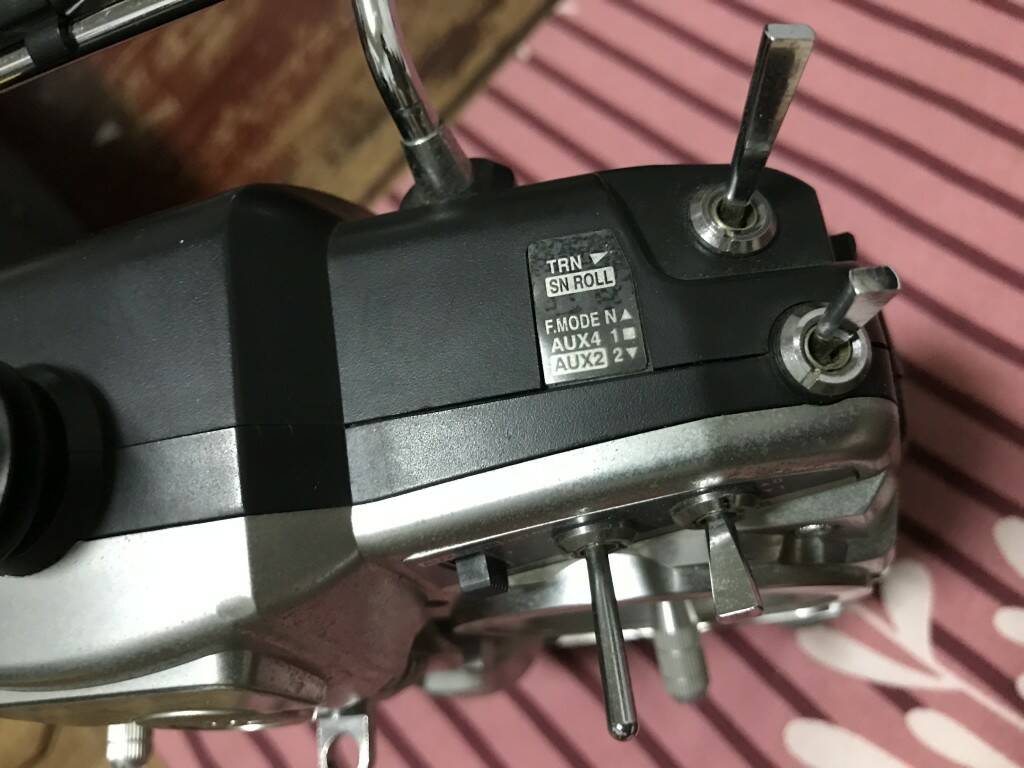 TRN ▼
SN ROLL
F.MODE N ▲
AUX4 1 ■
AUX2 2 ▼